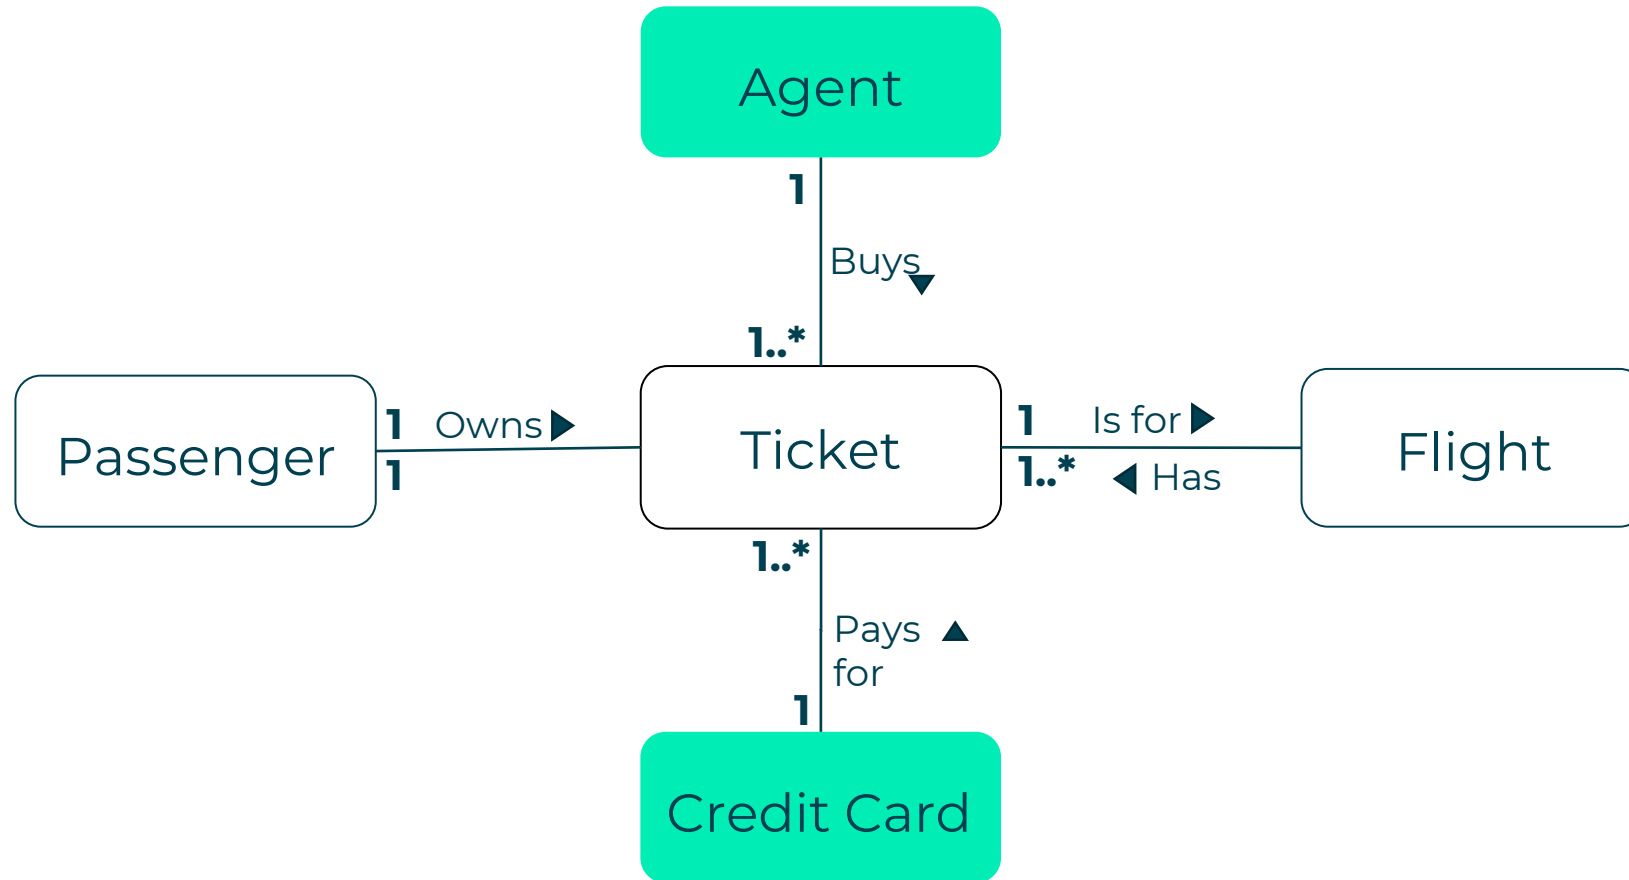 Agent
1
Buys
1..*
Passenger
1
Owns
1
Ticket
1
Is for
1..*
Has
Flight
1..*
Pays
for
1
Credit Card